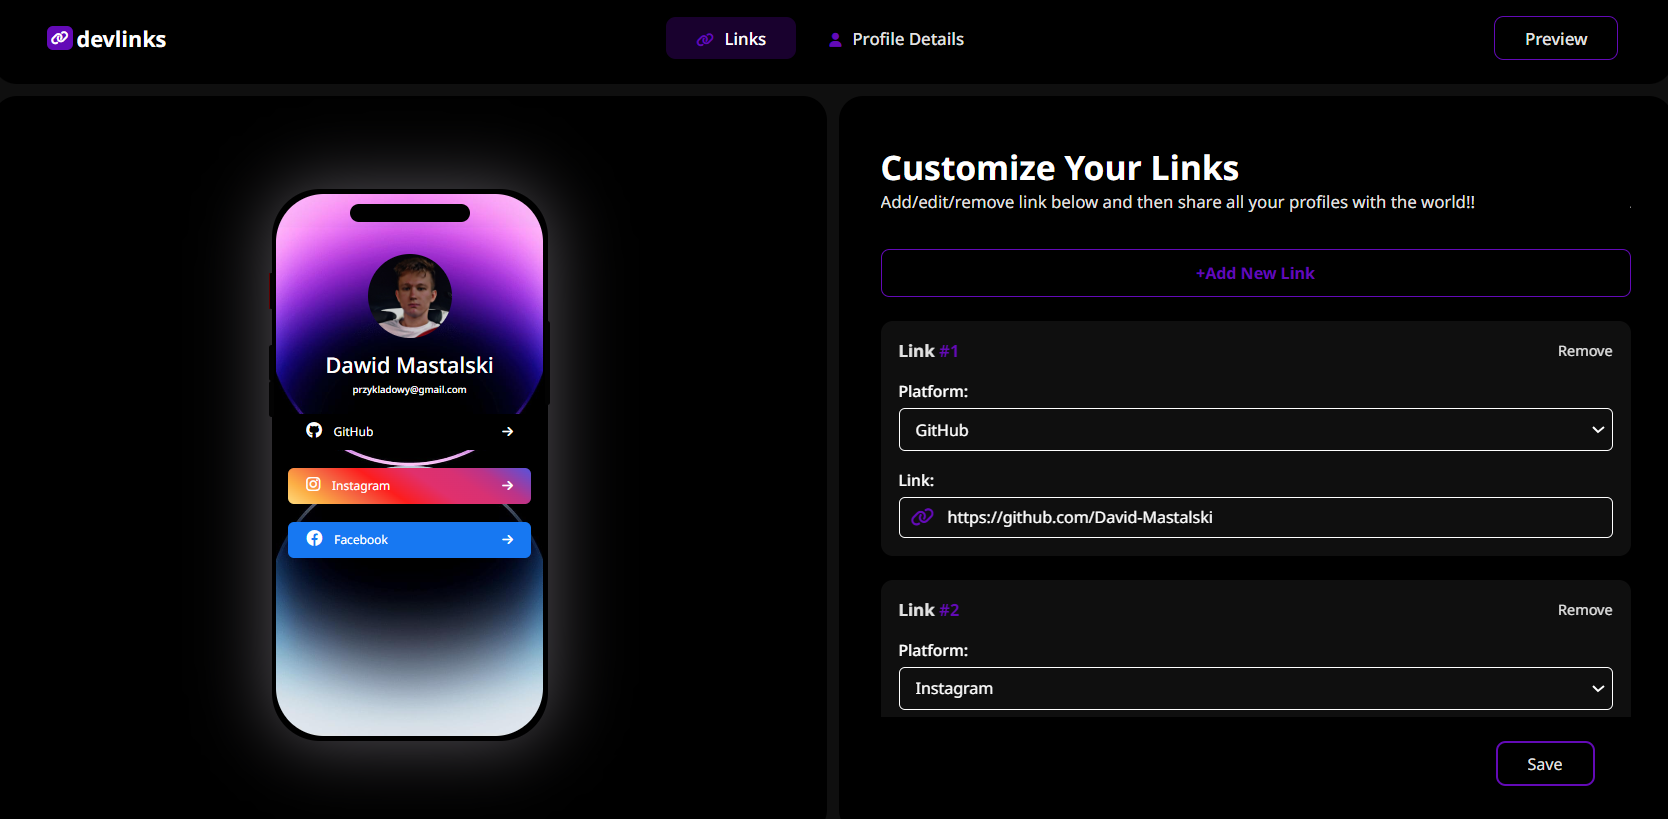 devlinks
Links
Profile Details
Preview
Dawid Mastalski
przykladowy@gmail.com
GitHub
Instagram
Facebook
Customize Your Links
Add/edit/remove link below and then share all your profiles with the world!!
+Add New Link
Link #1
Remove
Platform:
GitHub
Link:
https://github.com/David-Mastalski
Link #2
Remove
Platform:
Instagram
Save